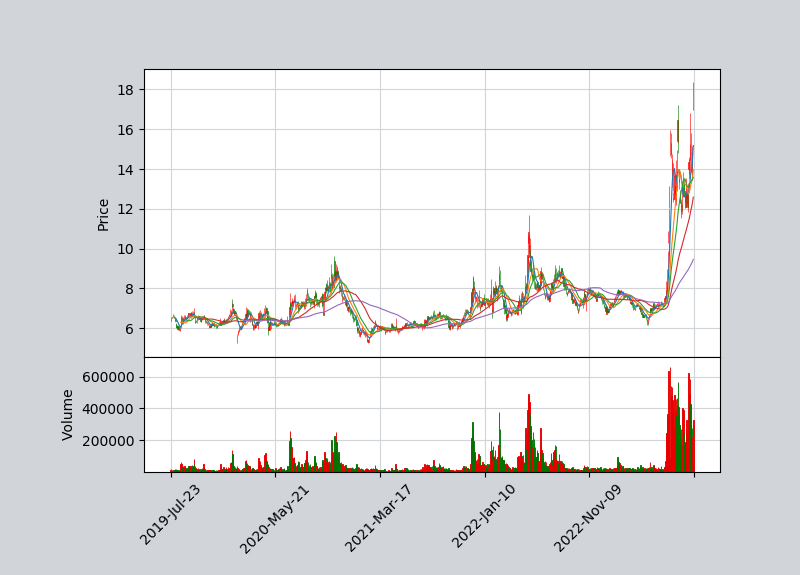 18
16
14
12
10
8
6
Price
600000
400000
200000
Volume
2019-Jul-23
2020-May-21
2021-Mar-17
2022-Jan-10
2022-Nov-09